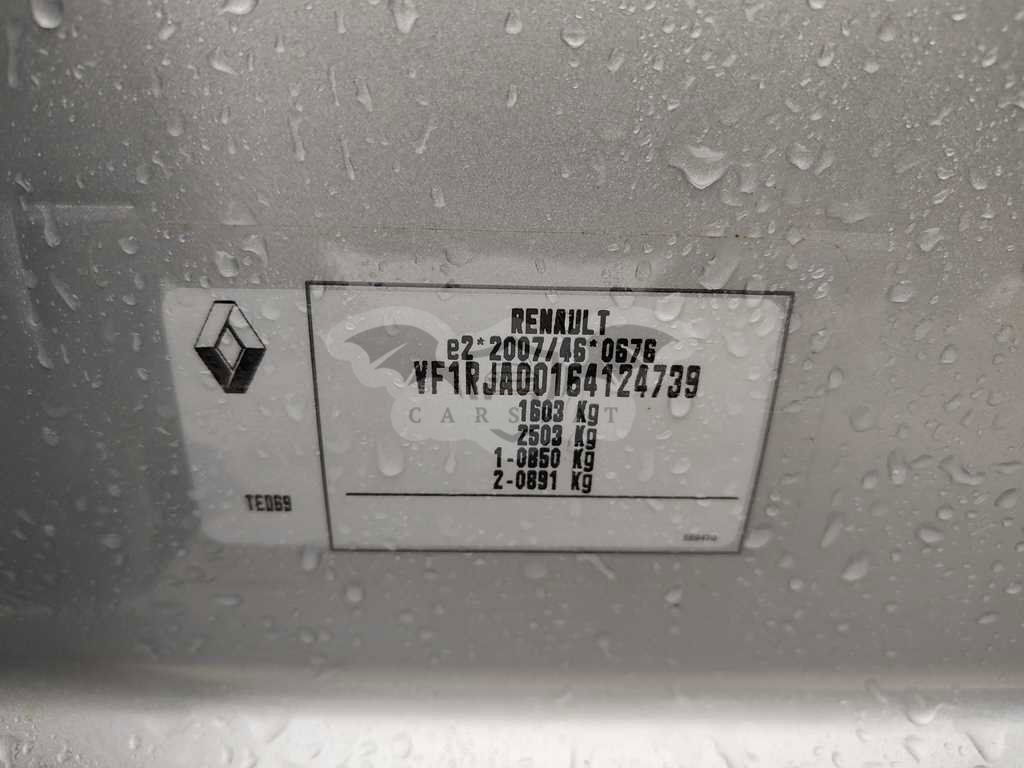 RENAULT
e2*2007/46*0676
VF1RJA00164124739
1603 Kg
2503 Kg
1-0850 Kg
2-0891 Kg
TED69